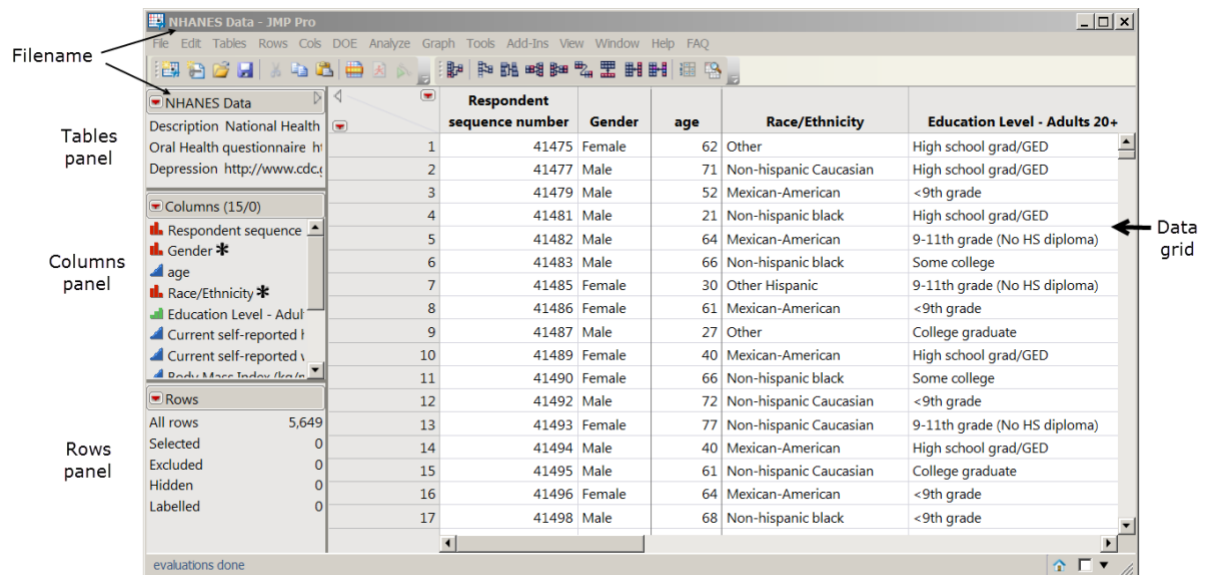 NHANES Data - JMP Pro
File Edit Tables Rows Cols DOE Analyze Graph Tools Add-Ins View Window Help FAQ
Filename
Tables
panel
NHANES Data
Description National Health
Oral Health questionnaire
Depression http://www.cdc.g
Columns
panel
Columns (15/0)
Respondent sequence
Gender *
age
Race/Ethnicity *
Education Level - Adul
Current self-reported
Current self-reported
Body Mass Index (kg/
Rows
panel
Rows
All rows 5,649
Selected 0
Excluded 0
Hidden 0
Labelled 0
Respondent
sequence number Gender age Race/Ethnicity Education Level - Adults 20+
1 41475 Female 62 Other High school grad/GED
2 41477 Male 71 Non-hispanic Caucasian High school grad/GED
3 41479 Male 52 Mexican-American <9th grade
4 41481 Male 21 Non-hispanic black High school grad/GED
5 41482 Male 64 Mexican-American 9-11th grade (No HS diploma)
6 41483 Male 66 Non-hispanic black Some college
7 41485 Female 30 Other Hispanic 9-11th grade (No HS diploma)
8 41486 Female 61 Mexican-American <9th grade
9 41487 Male 27 Other College graduate
10 41489 Female 40 Mexican-American High school grad/GED
11 41490 Female 66 Non-hispanic black Some college
12 41492 Male 72 Non-hispanic Caucasian <9th grade
13 41493 Female 77 Non-hispanic Caucasian 9-11th grade (No HS diploma)
14 41494 Male 40 Mexican-American High school grad/GED
15 41495 Male 61 Non-hispanic Caucasian College graduate
16 41496 Female 64 Mexican-American <9th grade
17 41498 Male 68 Non-hispanic black <9th grade
Data
grid
evaluations done